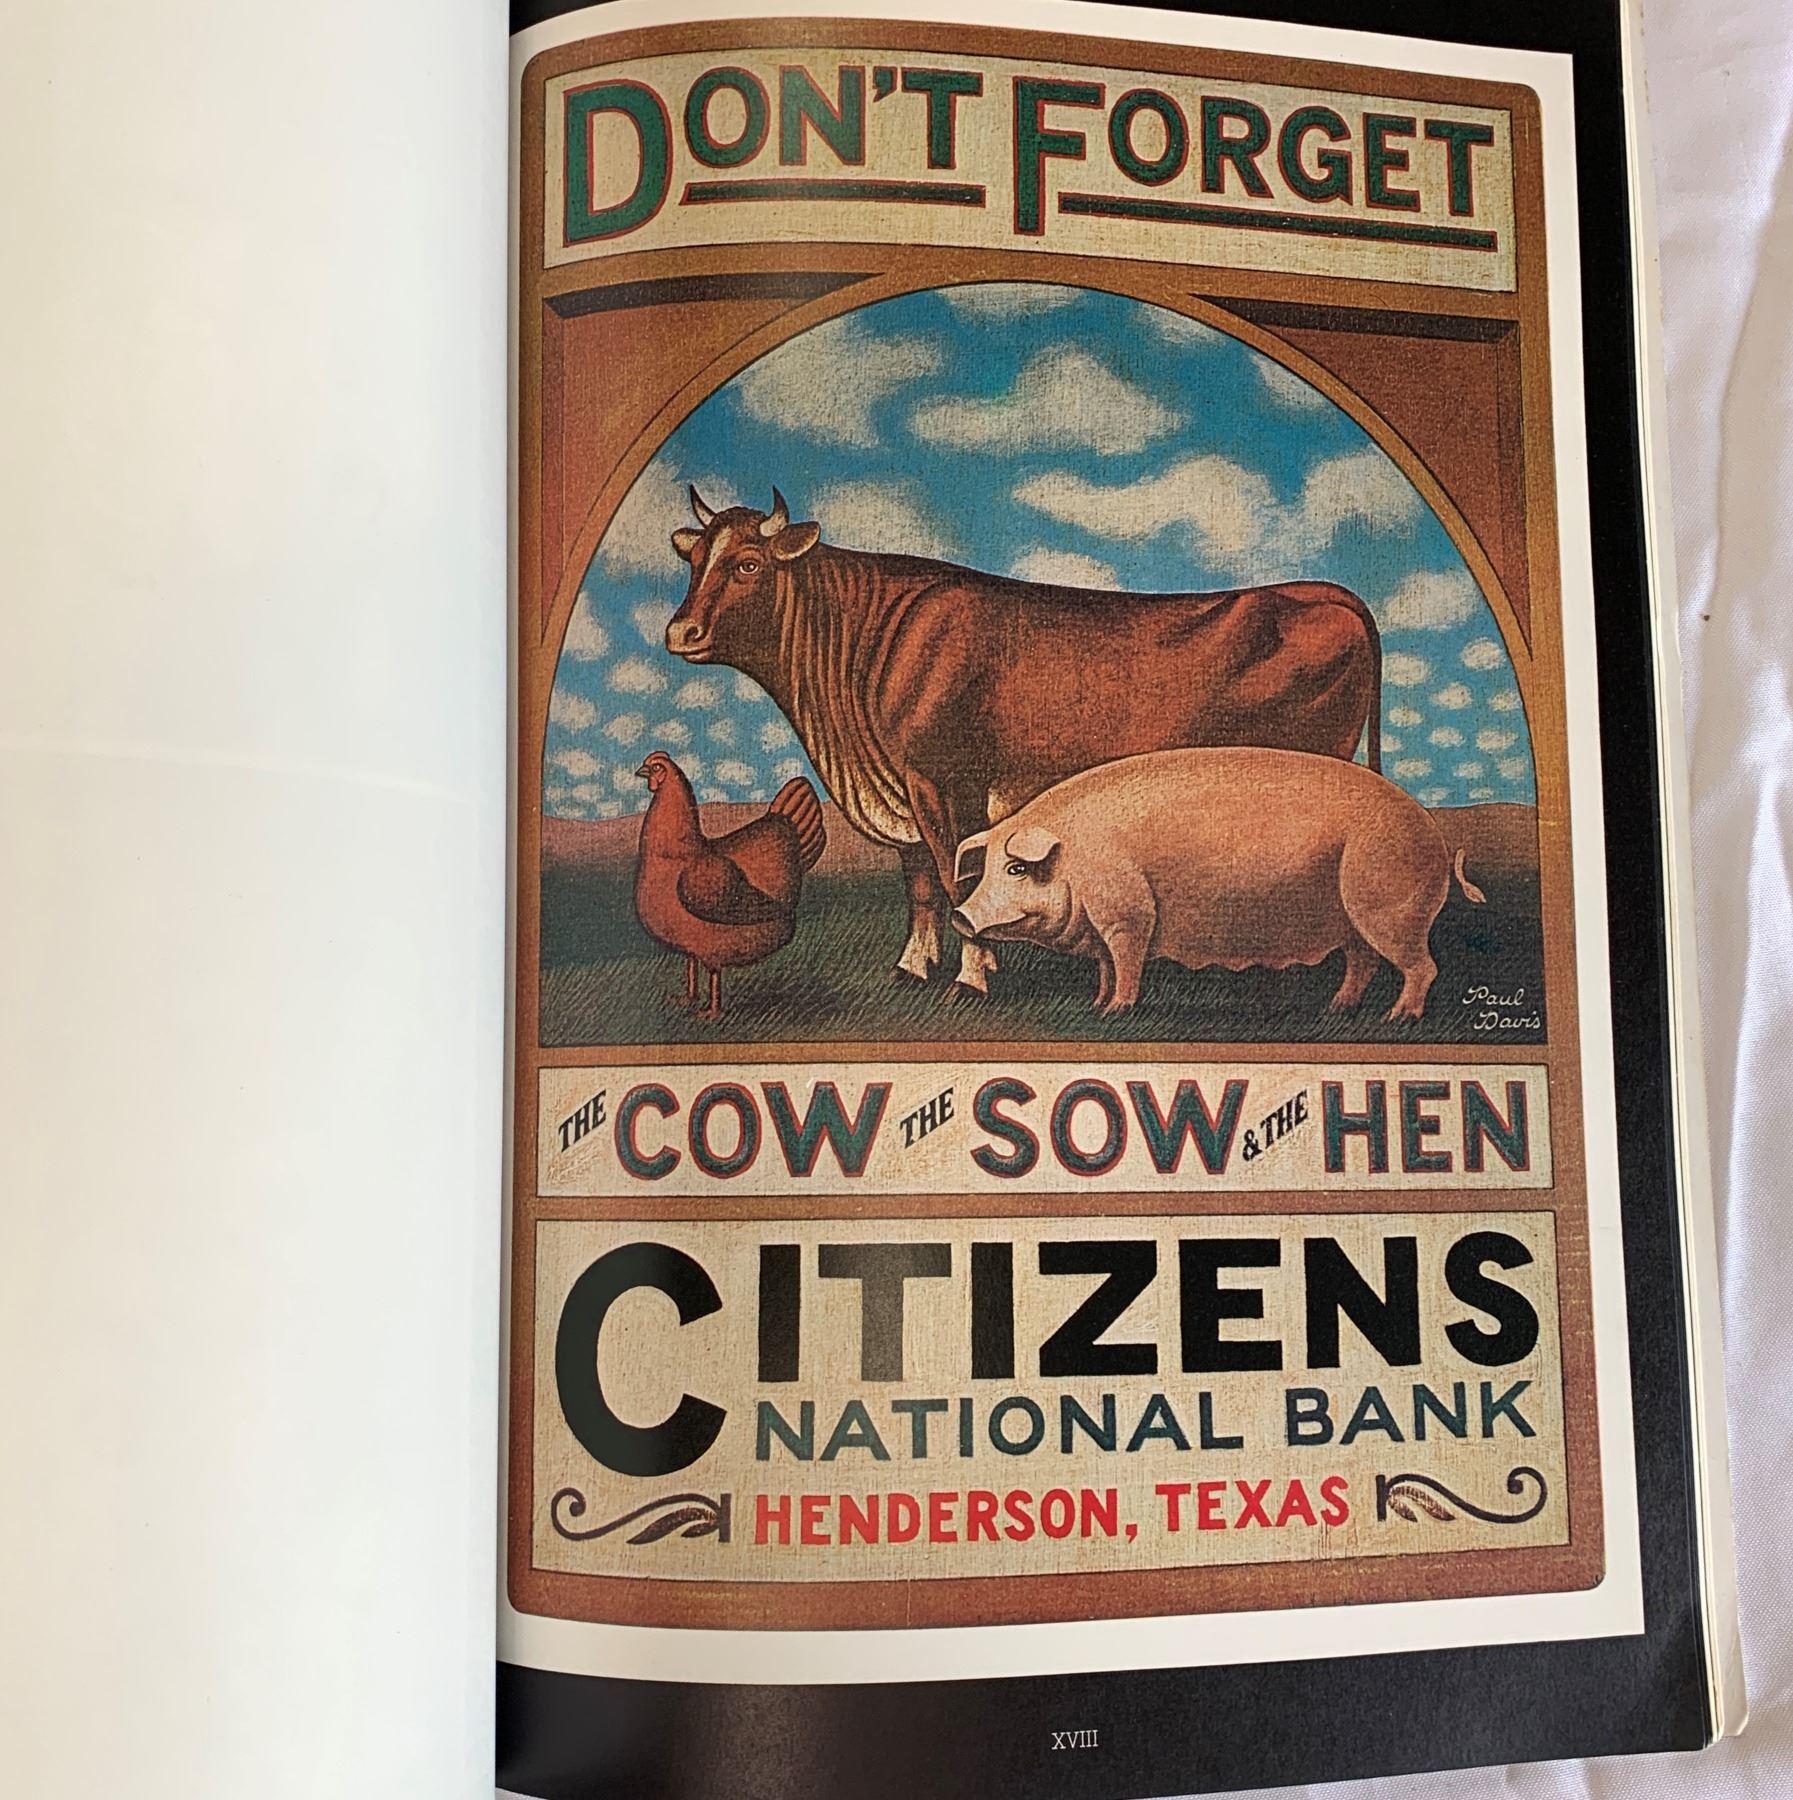 DON'T FORGET
Paul
Davis
THE COW THE SOW & THE HEN
CITIZENS
NATIONAL BANK
HENDERSON, TEXAS
XVIII